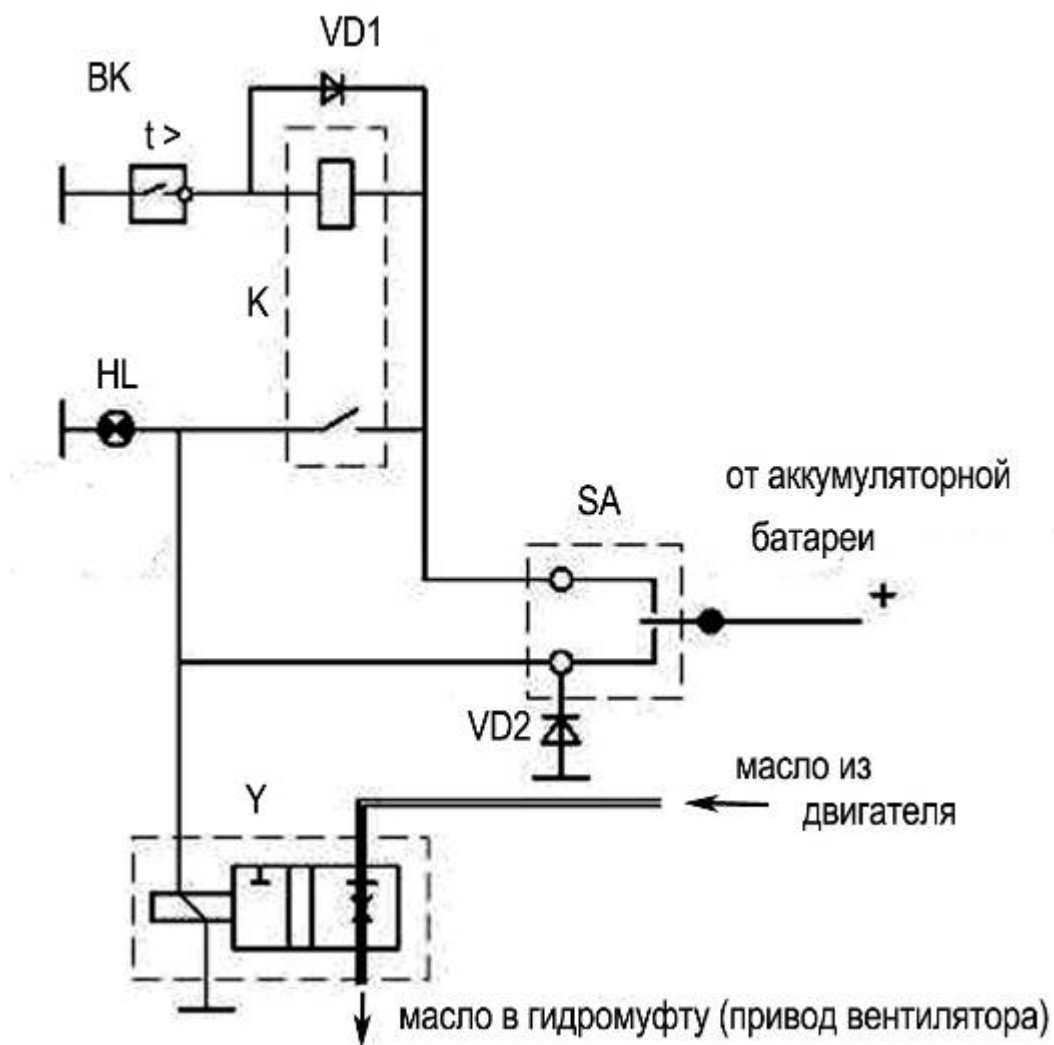 VD1
BK
t >
K
HL
SA
от аккумуляторной
батареи
+
VD2
масло из
двигателя
Y
масло в гидромуфту (привод вентилятора)